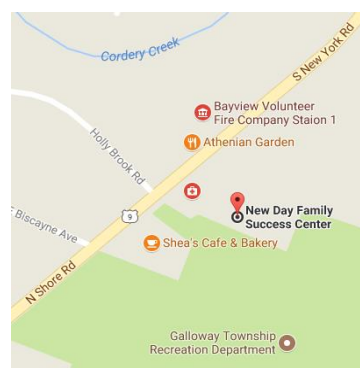 Cordery Creek
S New York Rd
Bayview Volunteer
Fire Company Staion 1
Athenian Garden
Holly Brook Rd
New Day Family
Success Center
9
E Biscayne Ave
Shea's Cafe & Bakery
N Shore Rd
Galloway Township
Recreation Department